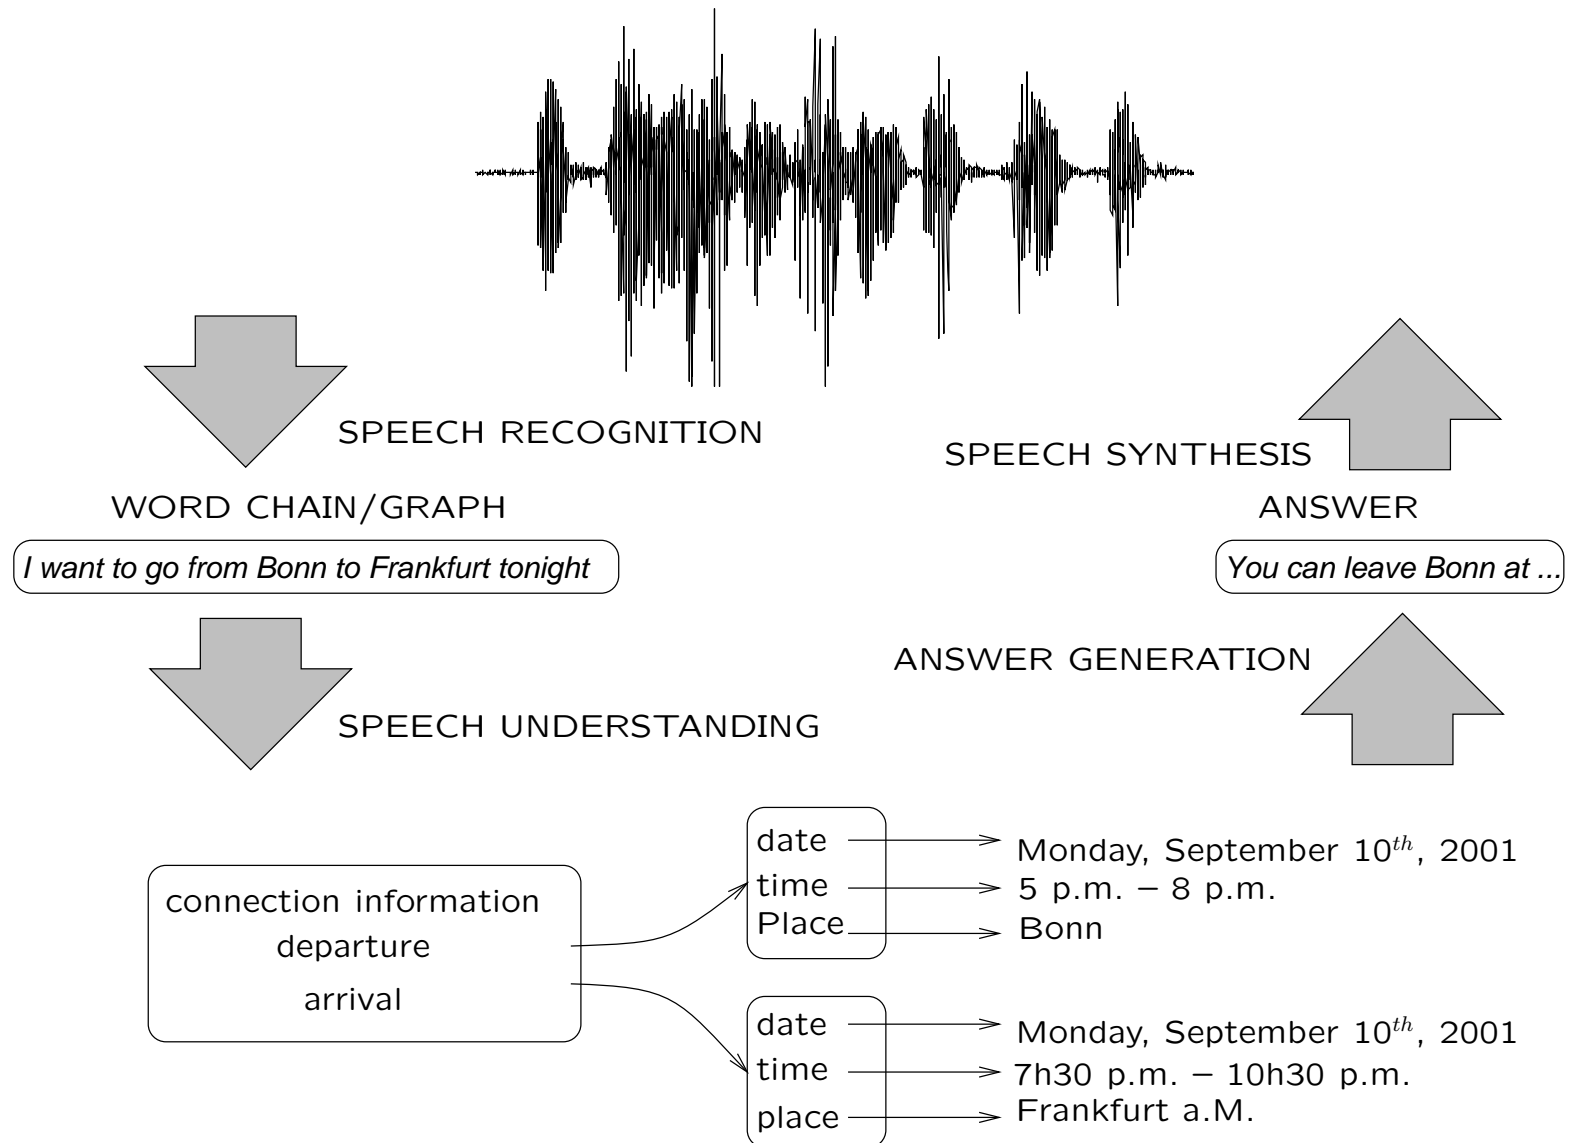 SPEECH RECOGNITION
SPEECH SYNTHESIS
WORD CHAIN/GRAPH
ANSWER
I want to go from Bonn to Frankfurt tonight
You can leave Bonn at ...
ANSWER GENERATION
SPEECH UNDERSTANDING
connection information
departure
arrival
date
Monday, September 10th, 2001
time
5 p.m. – 8 p.m.
Place
Bonn
date
Monday, September 10th, 2001
time
7h30 p.m. – 10h30 p.m.
place
Frankfurt a.M.